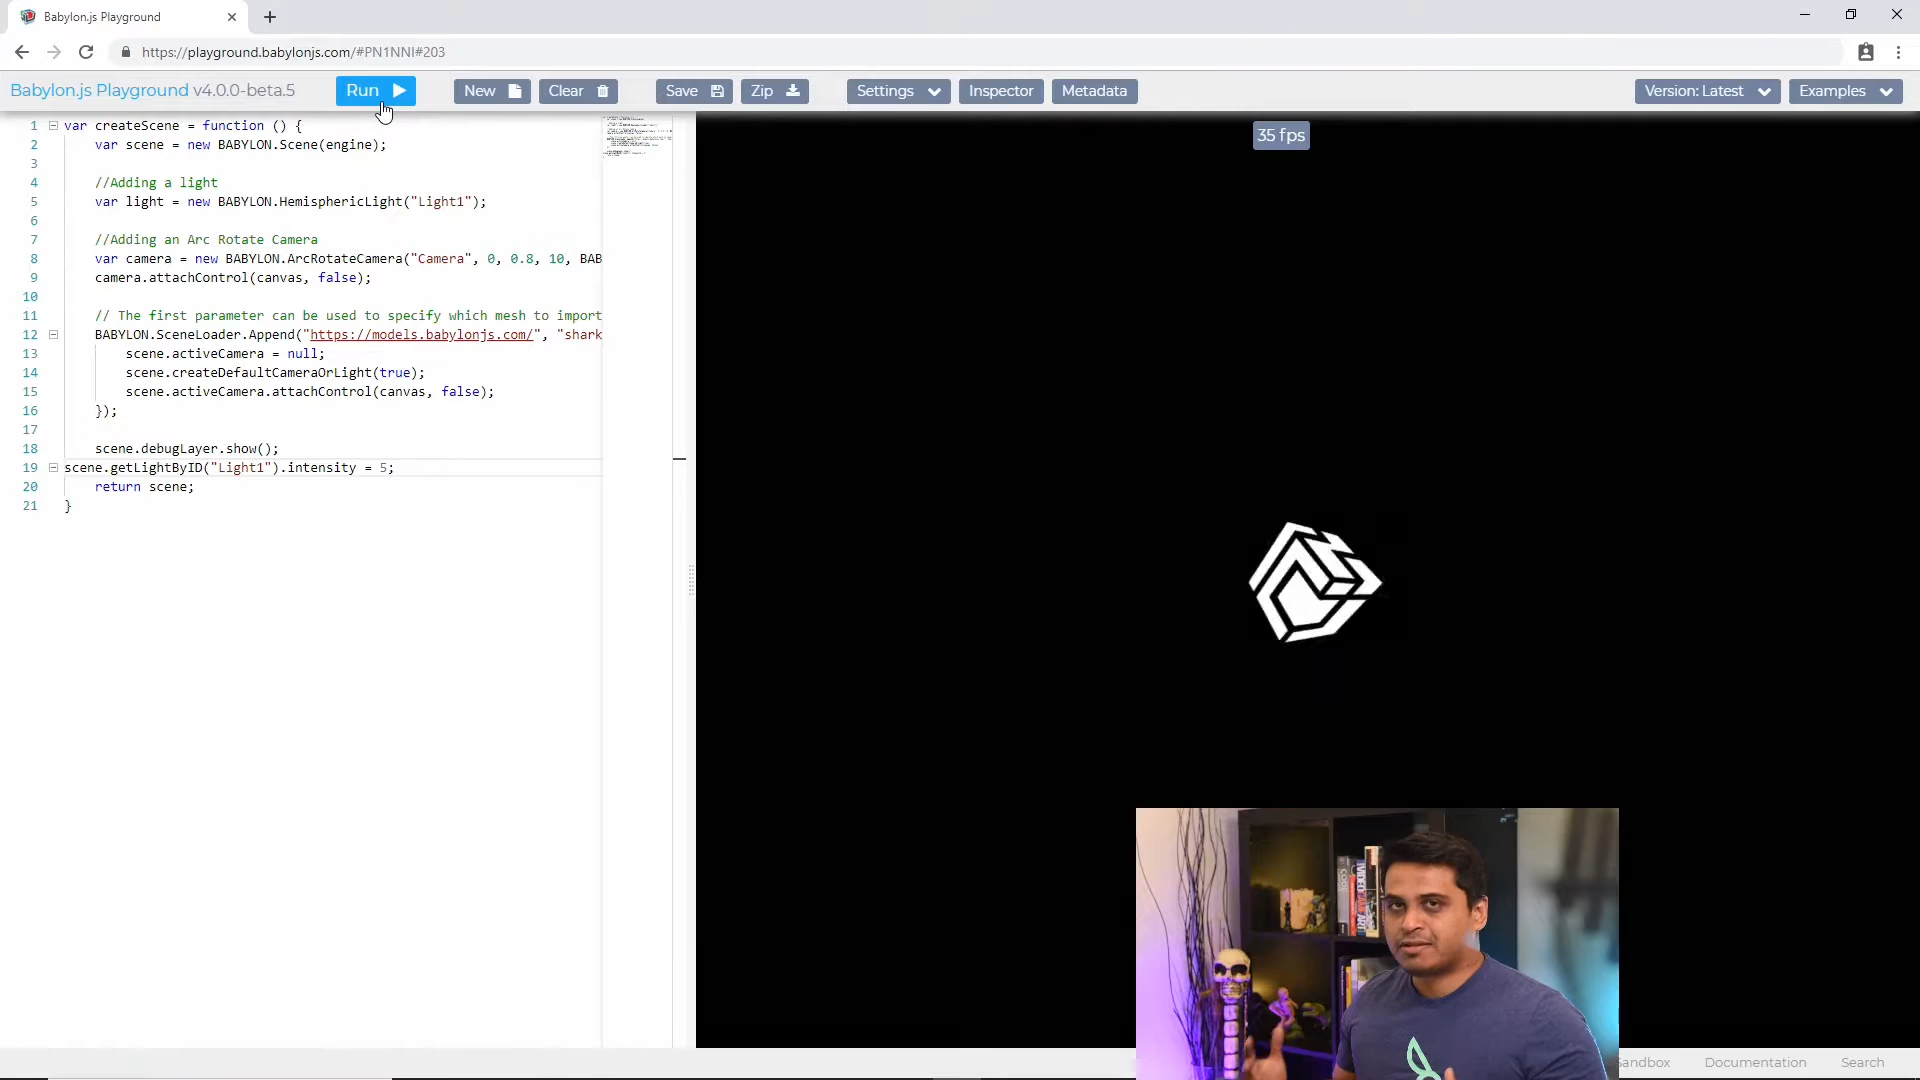 Babylon.js Playground
https://playground.babylonjs.com/#PN1NNI#203
Babylon.js Playground v4.0.0-beta.5 Run New Clear Save Zip Settings Inspector Metadata Version: Latest Examples
35 fps
1 var createScene = function () {
2 var scene = new BABYLON.Scene(engine);
3
4 //Adding a light
5 var light = new BABYLON.HemisphericLight("Light1");
6
7 //Adding an Arc Rotate Camera
8 var camera = new BABYLON.ArcRotateCamera("Camera", 0, 0.8, 10, BAB
9 camera.attachControl(canvas, false);
10
11 // The first parameter can be used to specify which mesh to import
12 BABYLON.SceneLoader.Append("https://models.babylonjs.com/", "shark
13 scene.activeCamera = null;
14 scene.createDefaultCameraOrLight(true);
15 scene.activeCamera.attachControl(canvas, false);
16 });
17
18 scene.debugLayer.show();
19 scene.getLightByID("Light1").intensity = 5;
20 return scene;
21 }
Sandbox Documentation Search